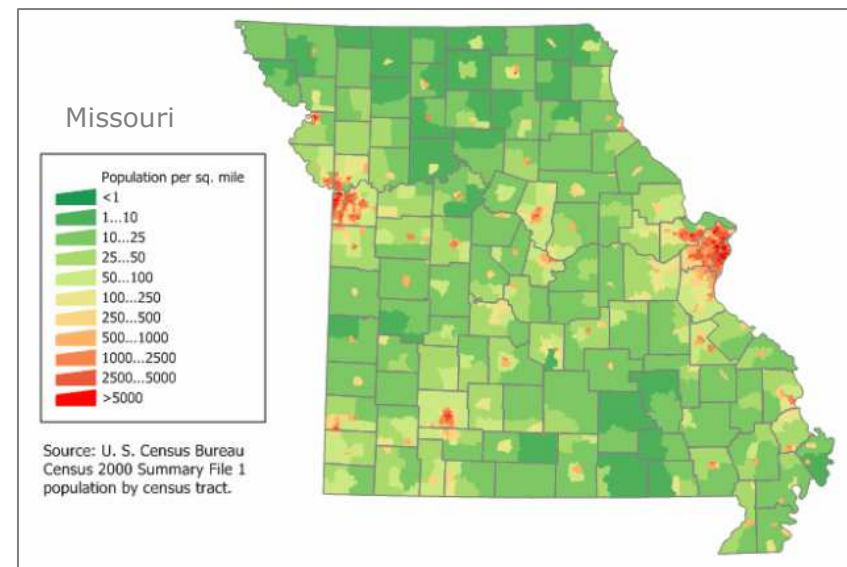 Missouri
Population per sq. mile
<1
1...10
10...25
25...50
50...100
100...250
250...500
500...1000
1000...2500
2500...5000
>5000
Source: U. S. Census Bureau
Census 2000 Summary File 1
population by census tract.